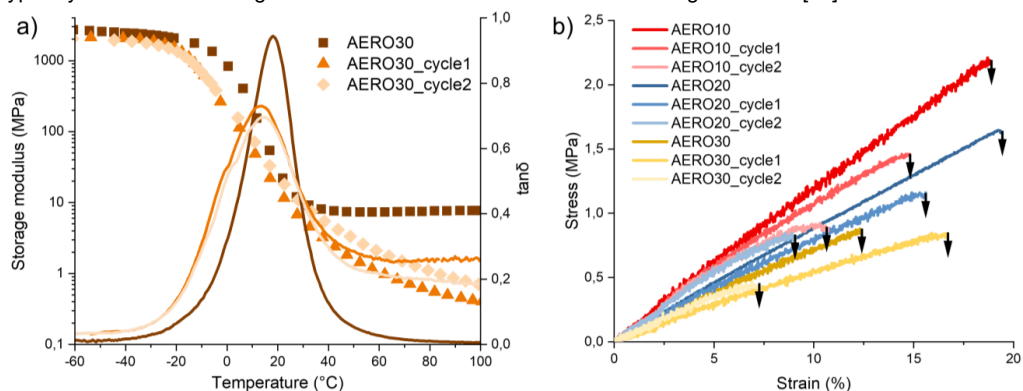 a)
AERO30
AERO30_cycle1
AERO30_cycle2
Storage modulus (MPa)
1000
100
10
1
0,1
tanδ
1,0
0,8
0,6
0,4
0,2
0,0
-60 -40 -20 0 20 40 60 80 100
Temperature (°C)
b)
AERO10
AERO10_cycle1
AERO10_cycle2
AERO20
AERO20_cycle1
AERO20_cycle2
AERO30
AERO30_cycle1
AERO30_cycle2
Stress (MPa)
2,5
2,0
1,5
1,0
0,5
0,0
0 5 10 15 20
Strain (%)